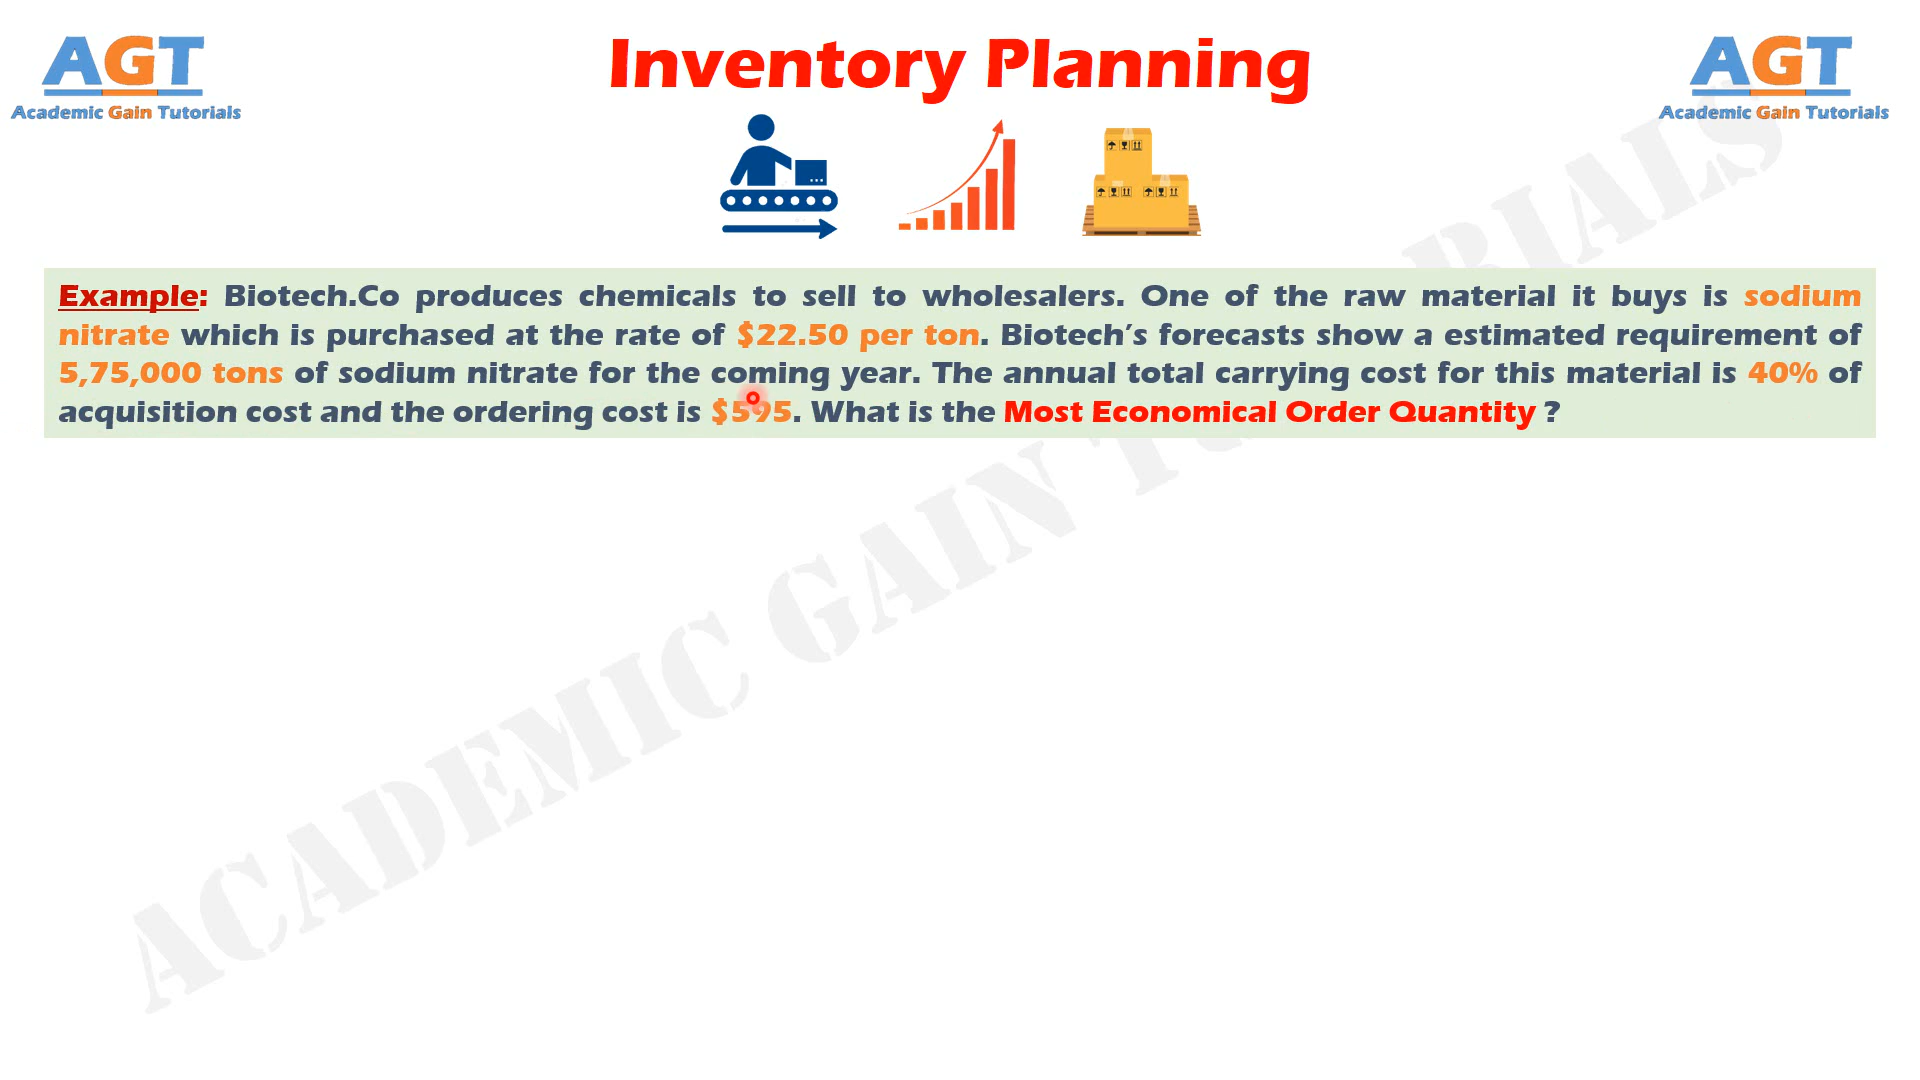 AGT
Academic Gain Tutorials
Inventory Planning
AGT
Academic Gain Tutorials
Example: Biotech.Co produces chemicals to sell to wholesalers. One of the raw material it buys is sodium
nitrate which is purchased at the rate of $22.50 per ton. Biotech's forecasts show a estimated requirement of
5,75,000 tons of sodium nitrate for the coming year. The annual total carrying cost for this material is 40% of
acquisition cost and the ordering cost is $595. What is the Most Economical Order Quantity ?
ACADEMIC GAIN TUTORIALS